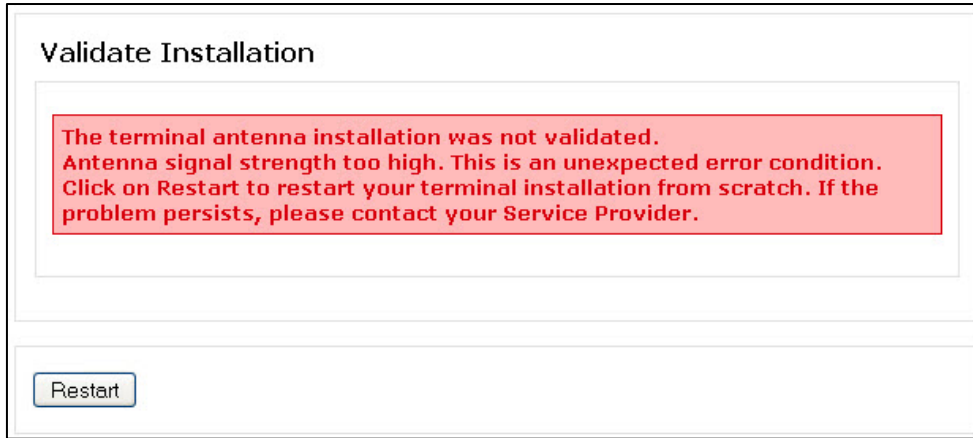 Validate Installation
The terminal antenna installation was not validated.
Antenna signal strength too high. This is an unexpected error condition.
Click on Restart to restart your terminal installation from scratch. If the
problem persists, please contact your Service Provider.
Restart